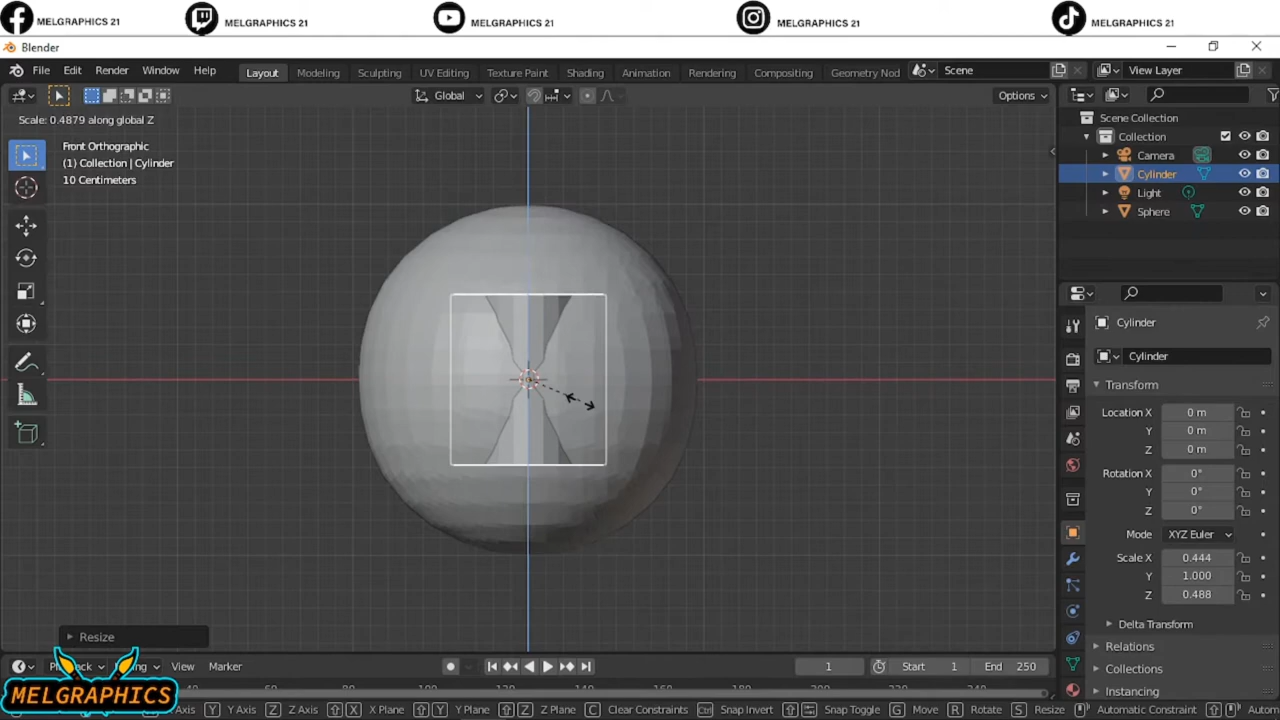 MELGRAPHICS 21 MELGRAPHICS 21 MELGRAPHICS 21 MELGRAPHICS 21 MELGRAPHICS 21
Blender
File Edit Render Window Help Layout Modeling Sculpting UV Editing Texture Paint Shading Animation Rendering Compositing Geometry Nod Scene View Layer
Global Options
Scale: 0.4879 along global Z
Front Orthographic
(1) Collection | Cylinder
10 Centimeters
Scene Collection
Collection
Camera
Cylinder
Light
Sphere
Cylinder
Cylinder
Transform
Location X 0 m
Y 0 m
Z 0 m
Rotation X 0°
Y 0°
Z 0°
Mode XYZ Euler
Scale X 0.444
Y 1.000
Z 0.488
Delta Transform
Relations
Collections
Instancing
Resize
View Marker 1 Start 1 End 250
MELGRAPHICS
Axis Y Y Axis Z Z Axis X X Plane Y Y Plane Z Z Plane C Clear Constraints Snap Invert Snap Toggle G Move R Rotate S Resize Automatic Constraint Autom